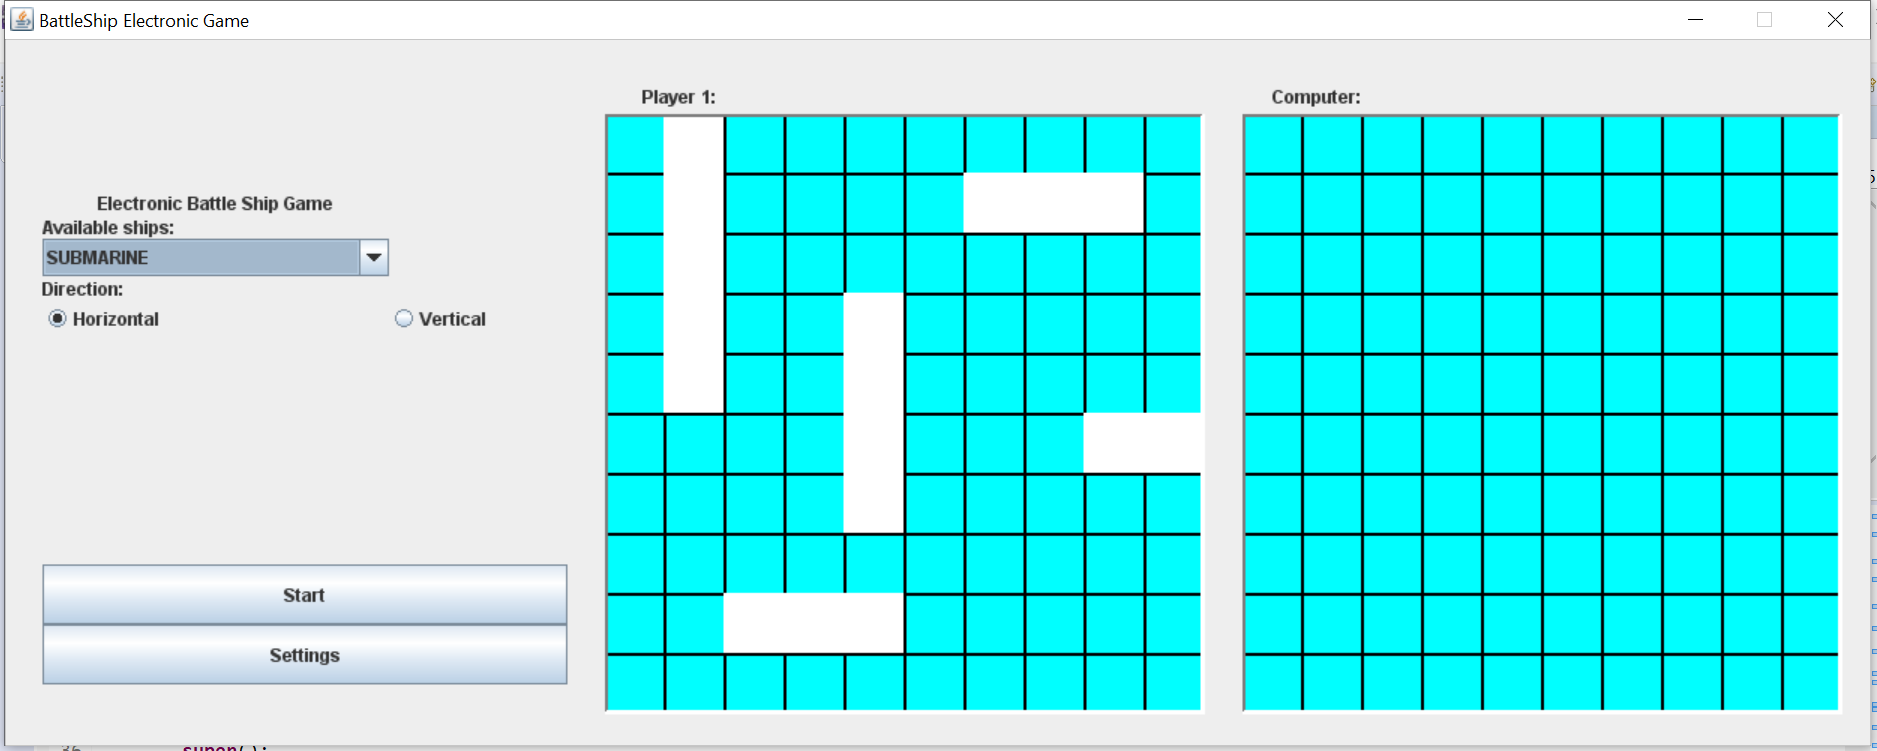 BattleShip Electronic Game
Player 1:
Computer:
Electronic Battle Ship Game
Available ships:
SUBMARINE
Direction:
Horizontal
Vertical
Start
Settings